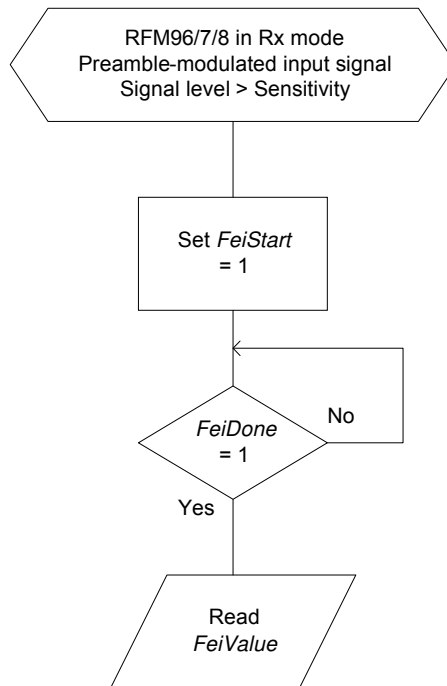 RFM96/7/8 in Rx mode
Preamble-modulated input signal
Signal level > Sensitivity
Set FeiStart
= 1
FeiDone
= 1
No
Yes
Read
FeiValue